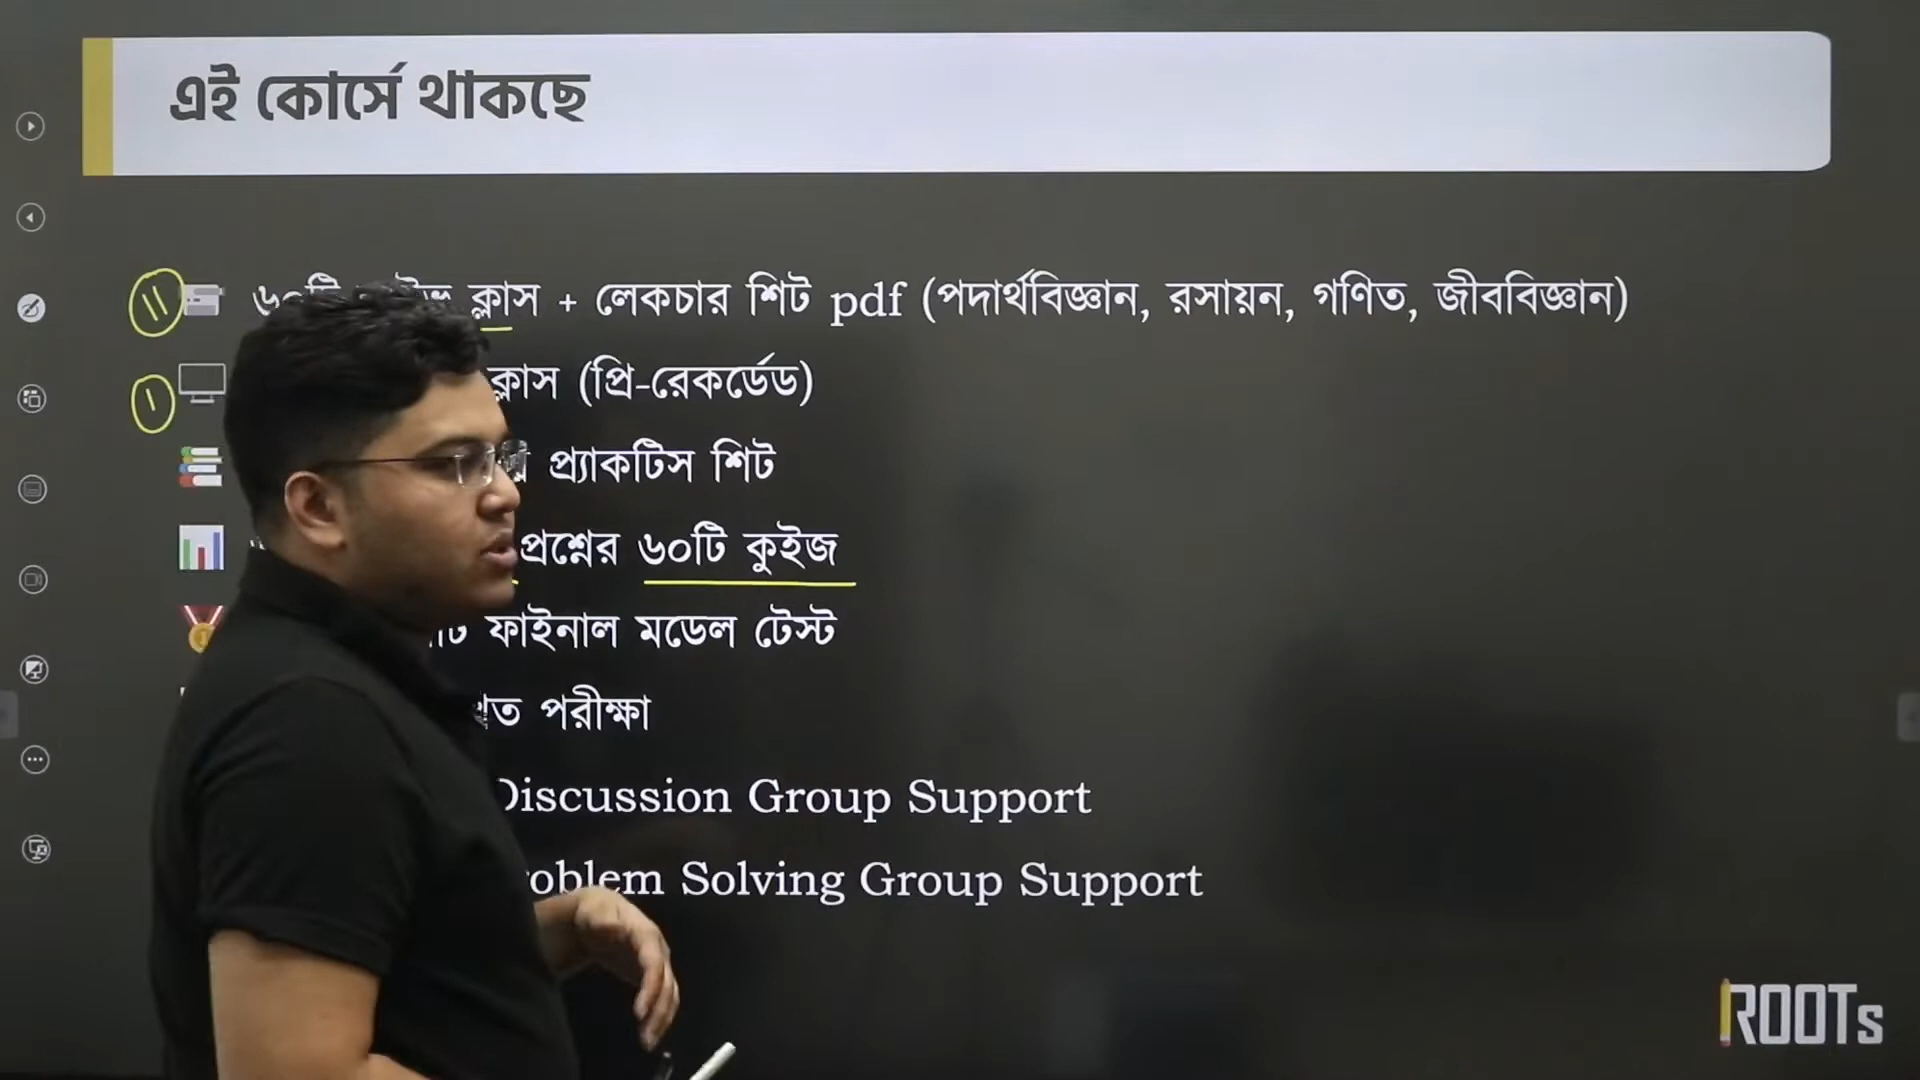 এই কোর্সে থাকছে
ক্লাস + লেকচার শিট pdf (পদার্থবিজ্ঞান, রসায়ন, গণিত, জীববিজ্ঞান)
ক্লাস (প্রি-রেকর্ডেড)
প্র্যাকটিস শিট
প্রশ্নের ৬০টি কুইজ
ফাইনাল মডেল টেস্ট
পরীক্ষা
Discussion Group Support
Solving Group Support
ROOTs